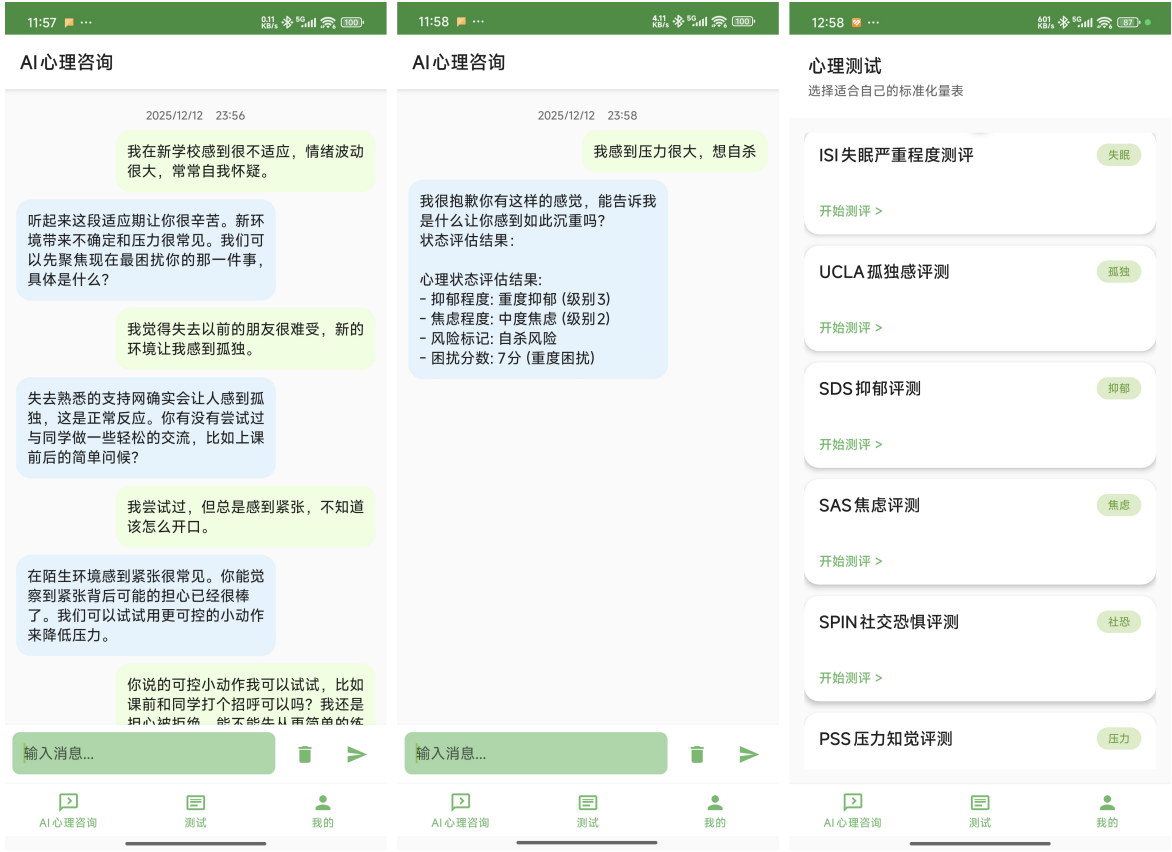 11:57
0.11 KB/s
5G
100
AI心理咨询
2025/12/12 23:56
我在新学校感到很不适应，情绪波动
很大，常常自我怀疑。
听起来这段适应期让你很辛苦。新环
境带来不确定和压力很常见。我们可
以先聚焦现在最困扰你的那一件事，
具体是什么？
我觉得失去以前的朋友很难受，新的
环境让我感到孤独。
失去熟悉的支持网确实会让人感到孤
独，这是正常反应。你有没有尝试过
与同学做一些轻松的交流，比如上课
前后的简单问候？
我尝试过，但总是感到紧张，不知道
该怎么开口。
在陌生环境感到紧张很常见。你能觉
察到紧张背后可能的担心已经很棒
了。我们可以试试用更可控的小动作
来降低压力。
你说的可控小动作我可以试试，比如
课前和同学打个招呼可以吗？我还是
担心被拒绝，能不能先从更简单的练
输入消息...
AI心理咨询
测试
我的
11:58
4.11 KB/s
5G
100
AI心理咨询
2025/12/12 23:58
我感到压力很大，想自杀
我很抱歉你有这样的感觉，能告诉我
是什么让你感到如此沉重吗？
状态评估结果：
心理状态评估结果:
- 抑郁程度: 重度抑郁 (级别3)
- 焦虑程度: 中度焦虑 (级别2)
- 风险标记: 自杀风险
- 困扰分数: 7分 (重度困扰)
输入消息...
AI心理咨询
测试
我的
12:58
601 KB/s
5G
87
心理测试
选择适合自己的标准化量表
ISI失眠严重程度测评
失眠
开始测评 >
UCLA孤独感评测
孤独
开始测评 >
SDS抑郁评测
抑郁
开始测评 >
SAS焦虑评测
焦虑
开始测评 >
SPIN社交恐惧评测
社恐
开始测评 >
PSS压力知觉评测
压力
AI心理咨询
测试
我的